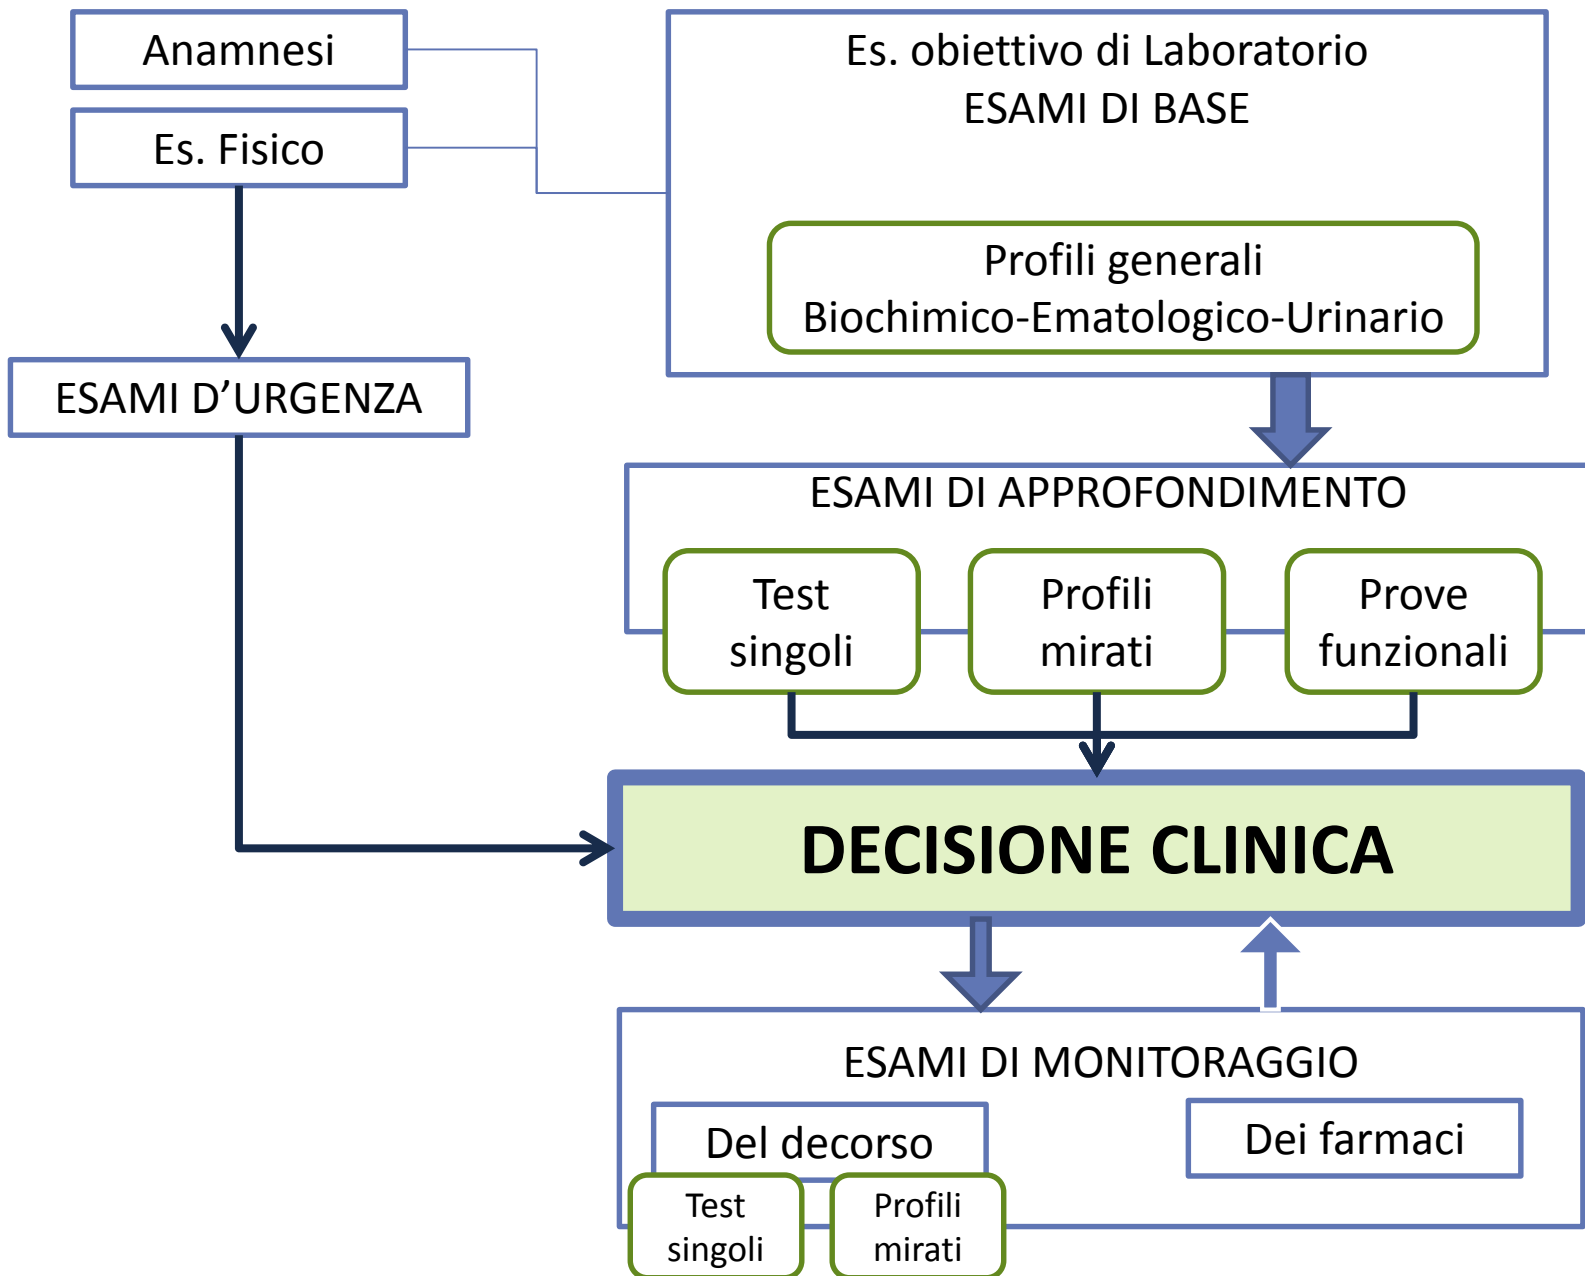 Anamnesi
Es. Fisico
ESAMI D’URGENZA
Es. obiettivo di Laboratorio
ESAMI DI BASE
Profili generali
Biochimico-Ematologico-Urinario
ESAMI DI APPROFONDIMENTO
Test
singoli
Profili
mirati
Prove
funzionali
DECISIONE CLINICA
ESAMI DI MONITORAGGIO
Del decorso
Test
singoli
Profili
mirati
Dei farmaci